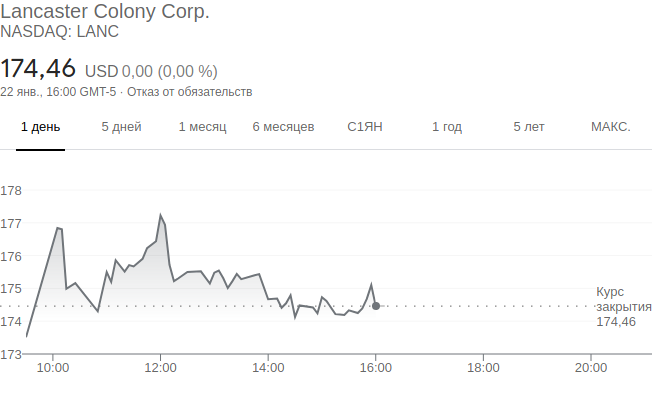 Lancaster Colony Corp.
NASDAQ: LANC
174,46 USD 0,00 (0,00 %)
22 янв., 16:00 GMT-5 · Отказ от обязательств
1 день 5 дней 1 месяц 6 месяцев С1ЯН 1 год 5 лет МАКС.
178
177
176
175
174
173
Курс
закрытия
174,46
10:00 12:00 14:00 16:00 18:00 20:00